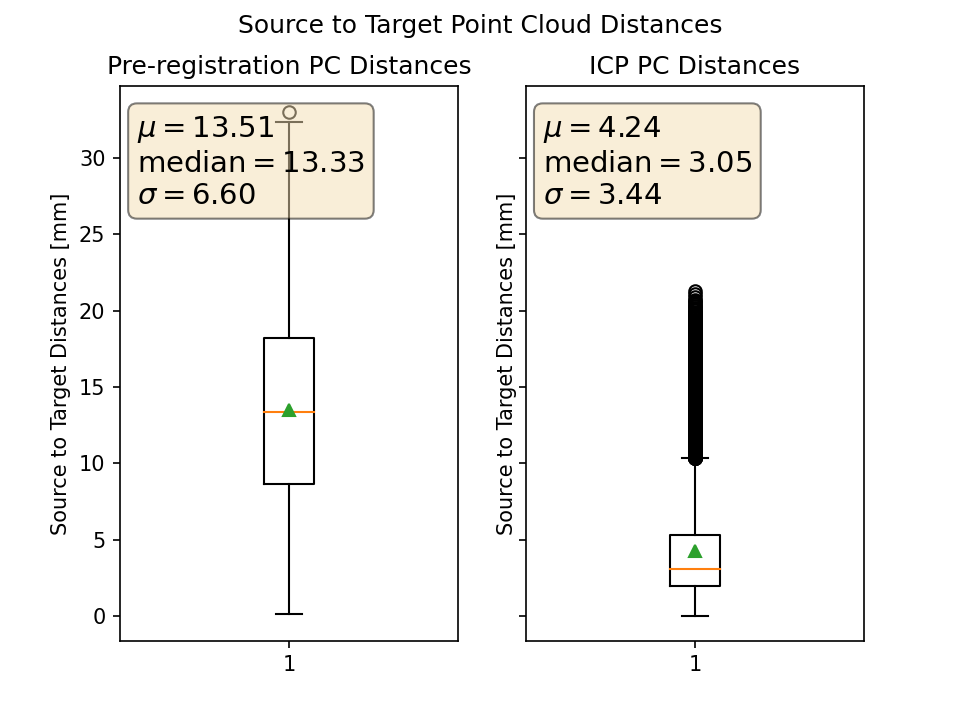 Source to Target Point Cloud Distances
Pre-registration PC Distances
μ = 13.51
median = 13.33
σ = 6.60
Source to Target Distances [mm]
30
25
20
15
10
5
0
1
ICP PC Distances
μ = 4.24
median = 3.05
σ = 3.44
Source to Target Distances [mm]
1